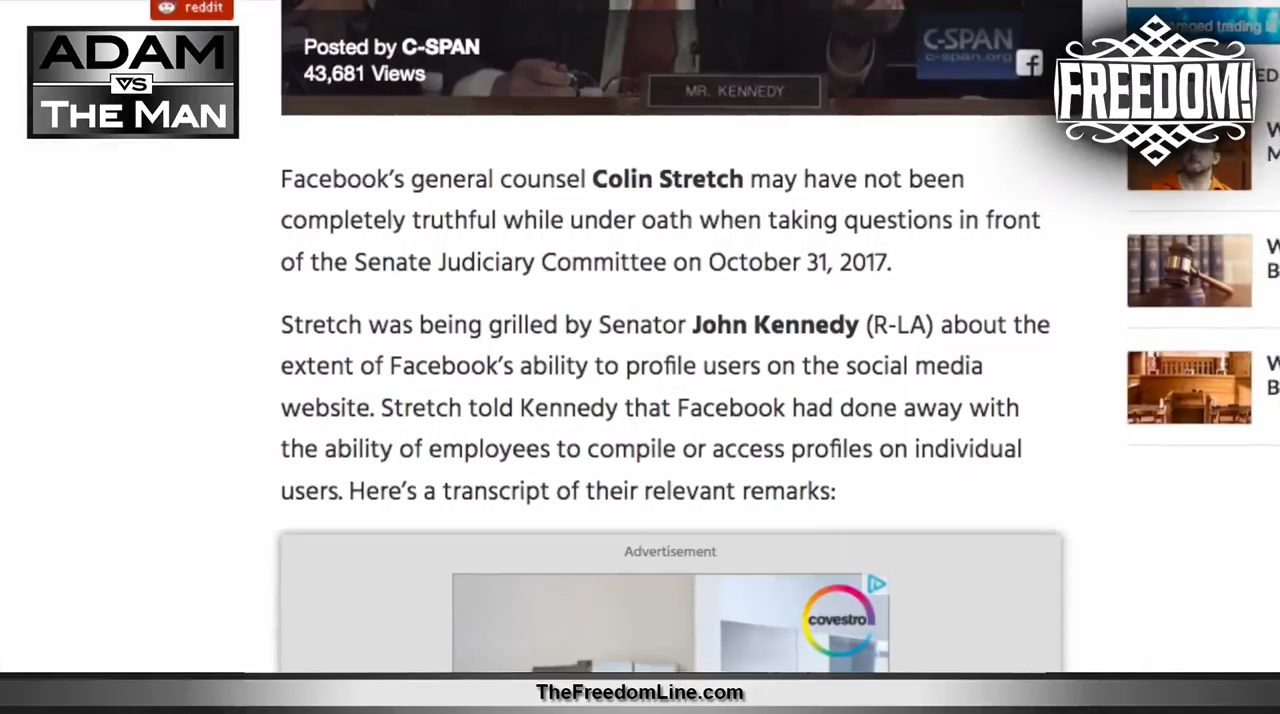 reddit
ADAM
VS
THE MAN
Posted by C-SPAN
43,681 Views
MR. KENNEDY
C-SPAN
c-span.org
f
trading
FREEDOM!
ED
W
M
Facebook's general counsel Colin Stretch may have not been
completely truthful while under oath when taking questions in front
of the Senate Judiciary Committee on October 31, 2017.
W
B
Stretch was being grilled by Senator John Kennedy (R-LA) about the
extent of Facebook's ability to profile users on the social media
website. Stretch told Kennedy that Facebook had done away with
the ability of employees to compile or access profiles on individual
users. Here's a transcript of their relevant remarks:
W
B
Advertisement
covestro
TheFreedomLine.com